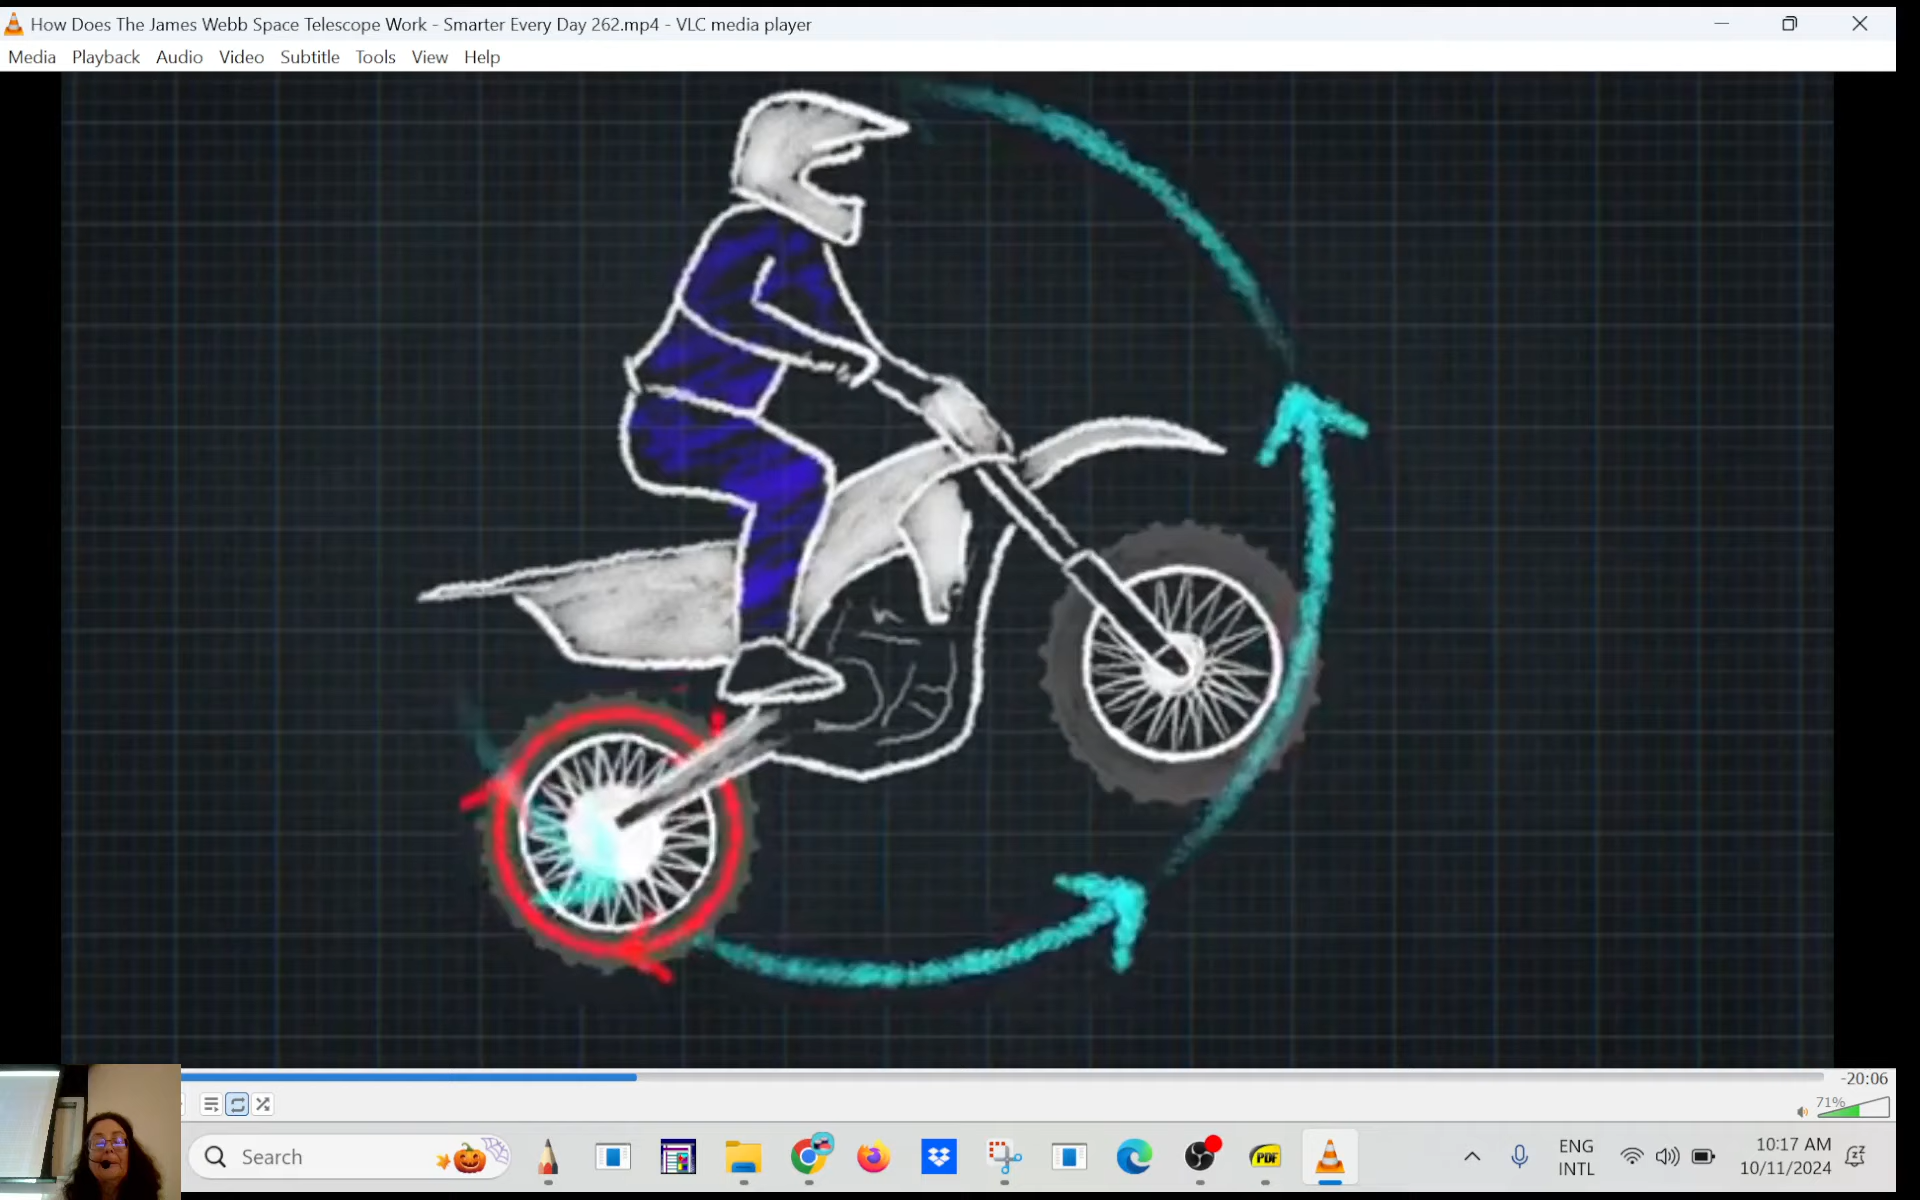 How Does The James Webb Space Telescope Work - Smarter Every Day 262.mp4 - VLC media player
Media Playback Audio Video Subtitle Tools View Help
-20:06
71%
Search
PDF
ENG
INTL
10:17 AM
10/11/2024